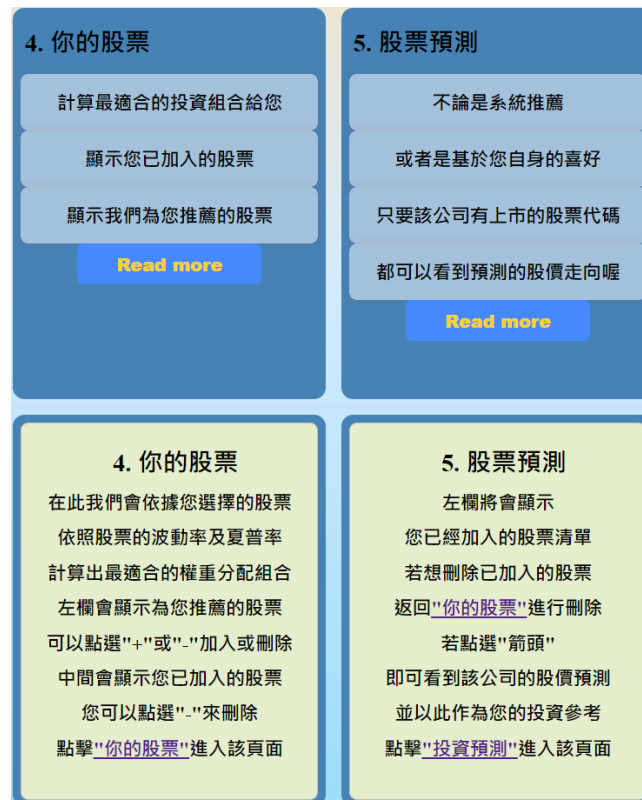 4. 你的股票
計算最適合的投資組合給您
顯示您已加入的股票
顯示我們為您推薦的股票
Read more
5. 股票預測
不論是系統推薦
或者是基於您自身的喜好
只要該公司有上市的股票代碼
都可以看到預測的股價走向喔
Read more
4. 你的股票
在此我們會依據您選擇的股票
依照股票的波動率及夏普率
計算出最適合的權重分配組合
左欄會顯示為您推薦的股票
可以點選"+"或"-"加入或刪除
中間會顯示您已加入的股票
您可以點選"-"來刪除
點擊"你的股票"進入該頁面
5. 股票預測
左欄將會顯示
您已經加入的股票清單
若想刪除已加入的股票
返回"你的股票"進行刪除
若點選"箭頭"
即可看到該公司的股價預測
並以此作為您的投資參考
點擊"投資預測"進入該頁面